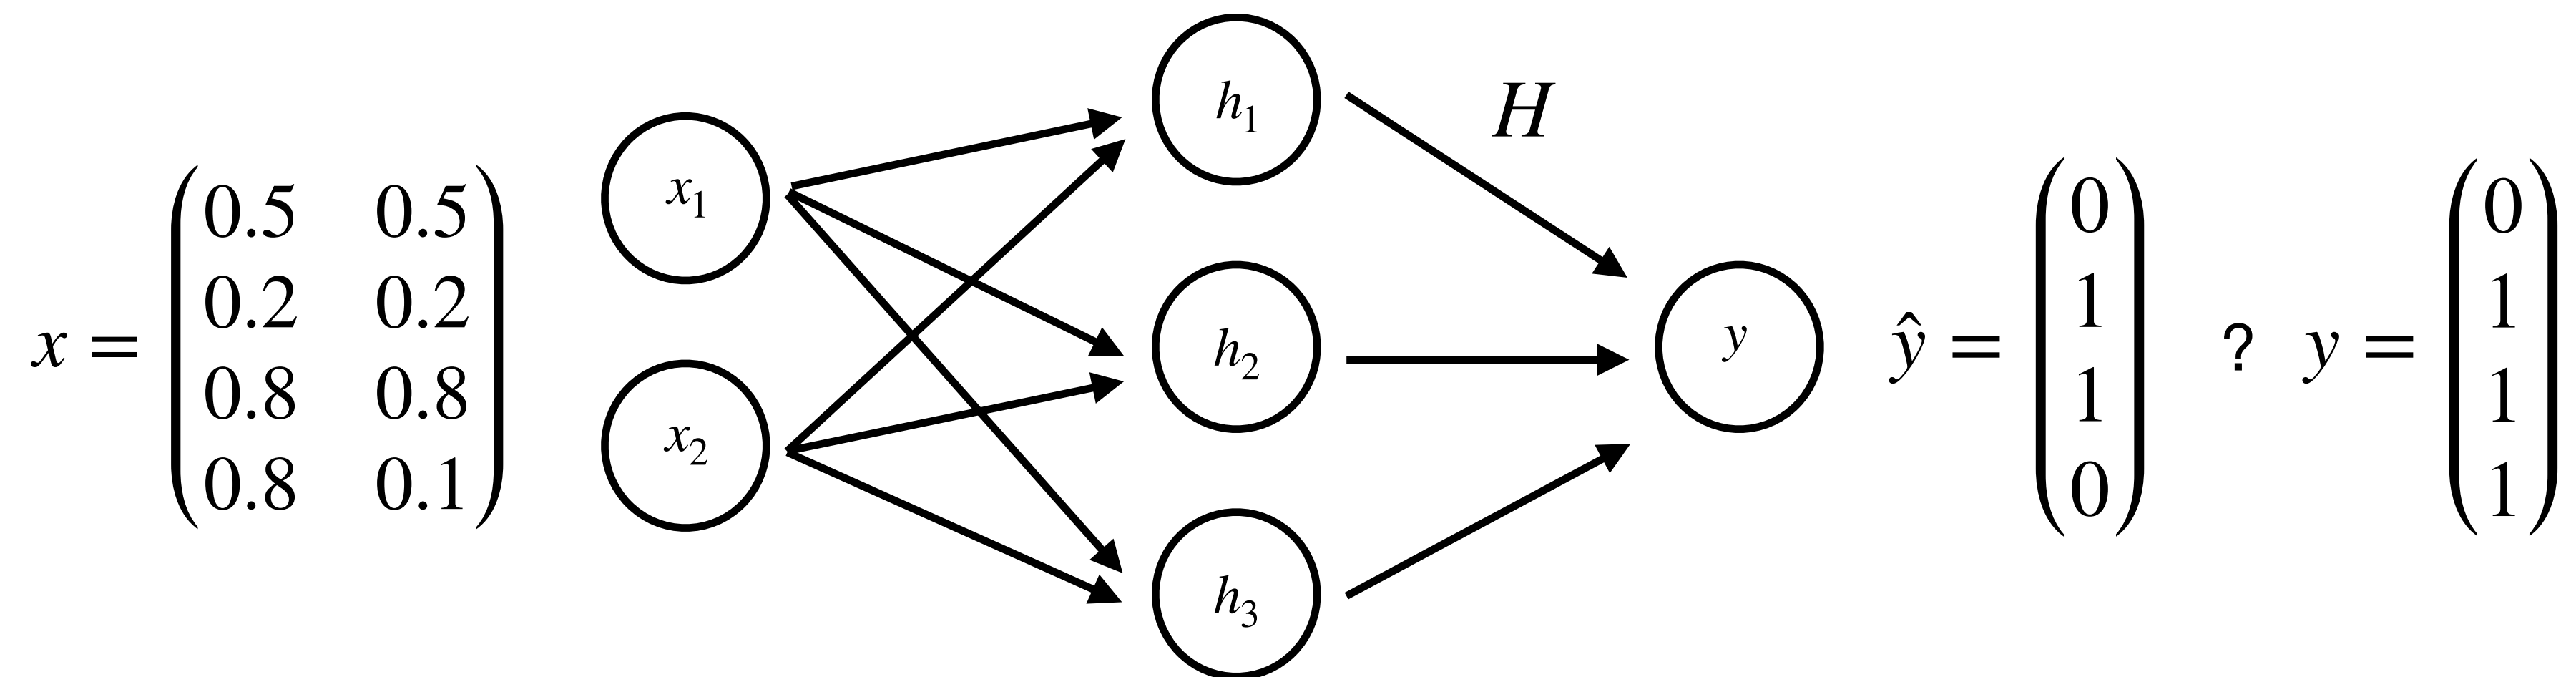 x = (0.5 0.5
0.2 0.2
0.8 0.8
0.8 0.1)
x₁
x₂
h₁
h₂
h₃
H
y
ŷ = (0
1
1
0)
?
y = (0
1
1
1)